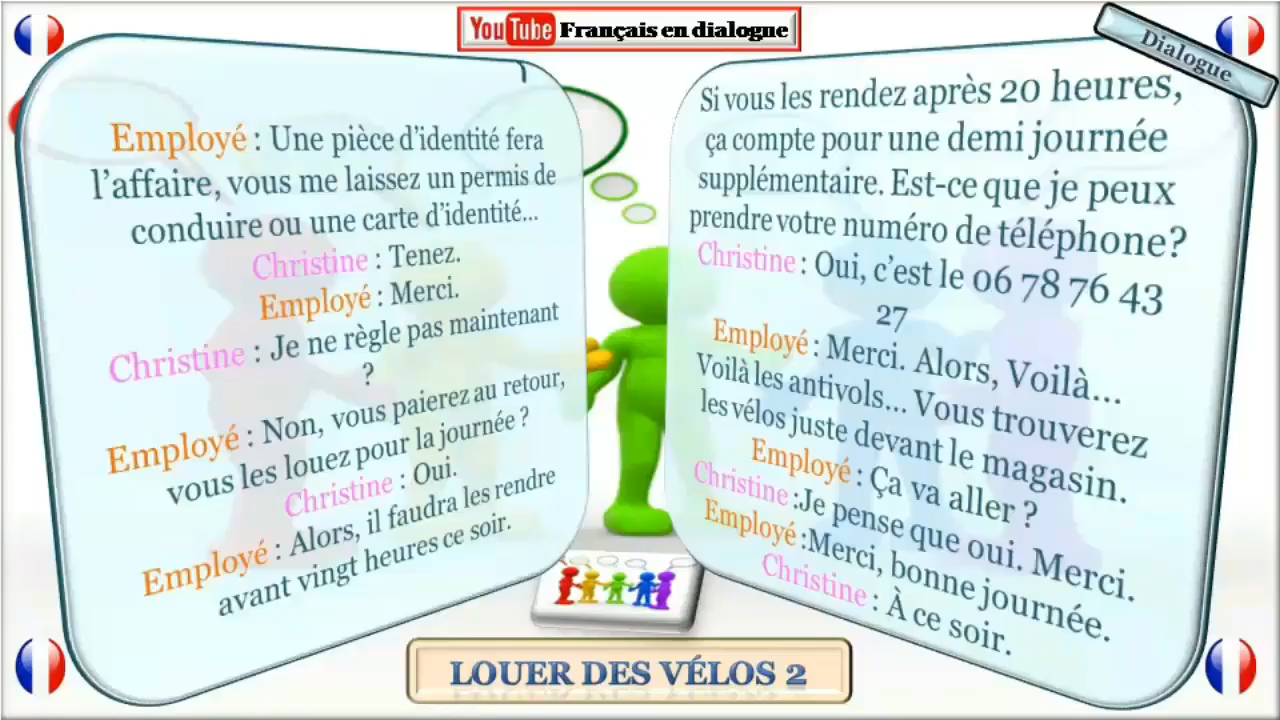 YouTube Français en dialogue
Dialogue
Employé : Une pièce d'identité fera
l'affaire, vous me laissez un permis de
conduire ou une carte d'identité...
Christine : Tenez.
Employé : Merci.
Christine : Je ne règle pas maintenant
?
Employé : Non, vous paierez au retour,
vous les louez pour la journée ?
Christine : Oui.
Employé : Alors, il faudra les rendre
avant vingt heures ce soir.
Si vous les rendez après 20 heures,
ça compte pour une demi journée
supplémentaire. Est-ce que je peux
prendre votre numéro de téléphone?
Christine : Oui, c'est le 06 78 76 43
27
Employé : Merci. Alors, Voilà...
Voilà les antivols... Vous trouverez
les vélos juste devant le magasin.
Employé : Ça va aller ?
Christine :Je pense que oui. Merci.
Employé :Merci, bonne journée.
Christine : À ce soir.
LOUER DES VÉLOS 2